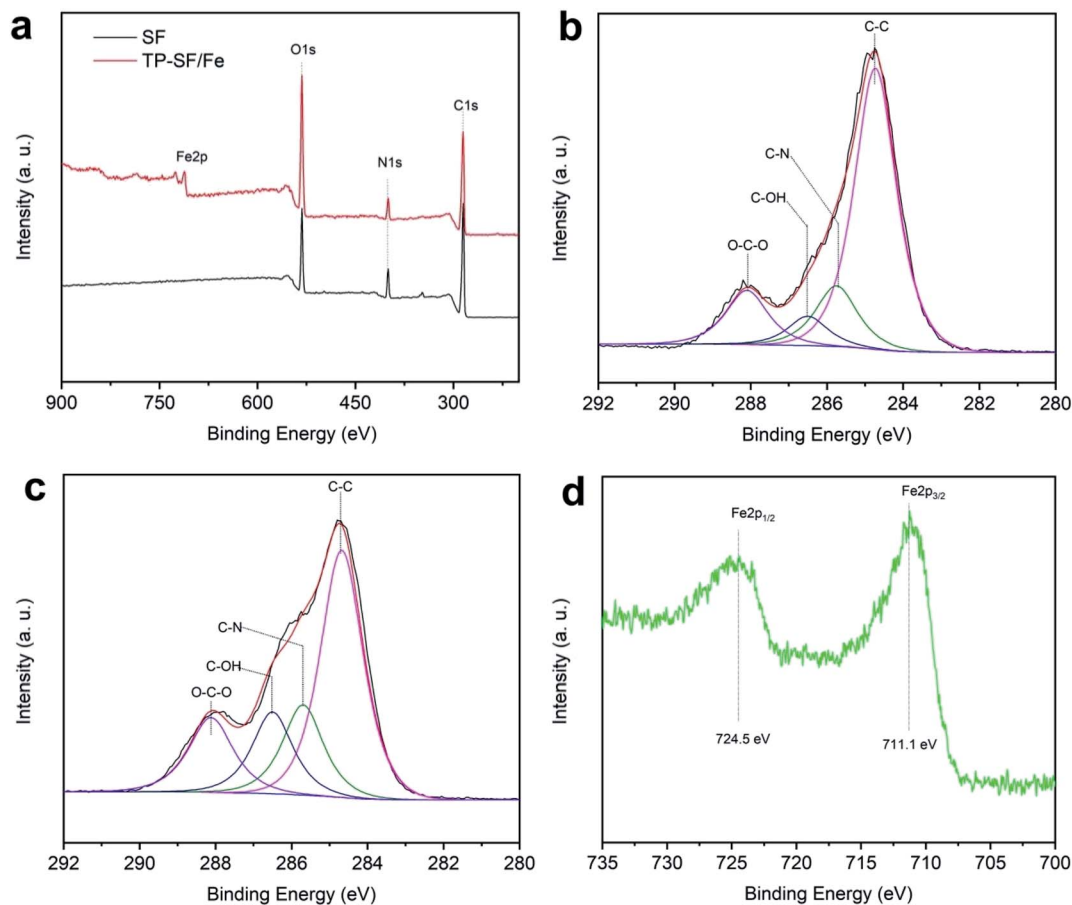 a
SF
TP-SF/Fe
O1s
C1s
Fe2p
N1s
Intensity (a. u.)
900 750 600 450 300
Binding Energy (eV)
b
C-C
C-N
C-OH
O-C-O
Intensity (a. u.)
292 290 288 286 284 282 280
Binding Energy (eV)
c
C-C
C-N
C-OH
O-C-O
Intensity (a. u.)
292 290 288 286 284 282 280
Binding Energy (eV)
d
Fe2p3/2
Fe2p1/2
724.5 eV
711.1 eV
Intensity (a. u.)
735 730 725 720 715 710 705 700
Binding Energy (eV)